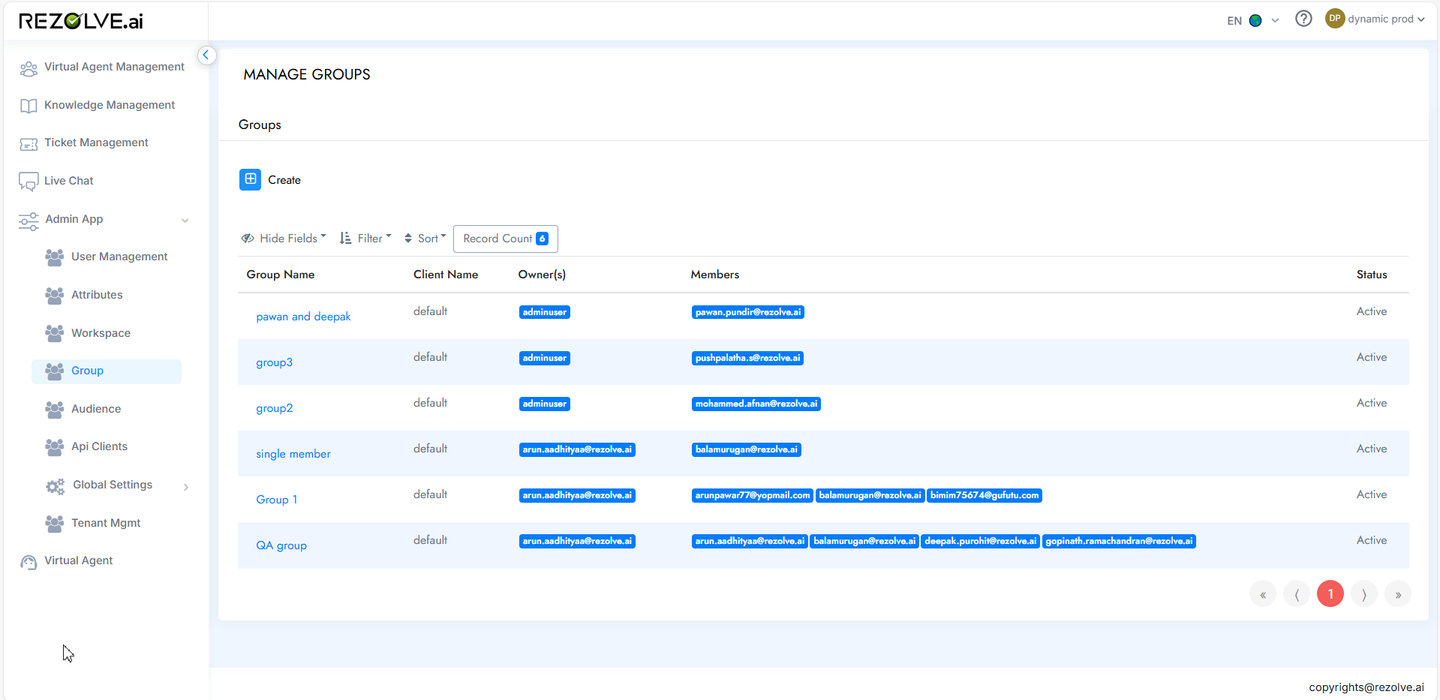 REZOLVE.ai
EN
?
DP dynamic prod
Virtual Agent Management
Knowledge Management
Ticket Management
Live Chat
Admin App
User Management
Attributes
Workspace
Group
Audience
Api Clients
Global Settings
Tenant Mgmt
Virtual Agent
MANAGE GROUPS
Groups
Create
Hide Fields Filter Sort Record Count 6
Group Name Client Name Owner(s) Members Status
pawan and deepak default adminuser pawan.pundir@rezolve.ai Active
group3 default adminuser pushpalatha.s@rezolve.ai Active
group2 default adminuser mohammed.afnan@rezolve.ai Active
single member default arun.aadhityaa@rezolve.ai balamurugan@rezolve.ai Active
Group 1 default arun.aadhityaa@rezolve.ai arunpawar77@yopmail.com balamurugan@rezolve.ai bimim75674@gufutu.com Active
QA group default arun.aadhityaa@rezolve.ai arun.aadhityaa@rezolve.ai balamurugan@rezolve.ai deepak.purohit@rezolve.ai gopinath.ramachandran@rezolve.ai Active
« ⟨ 1 ⟩ »
copyrights@rezolve.ai